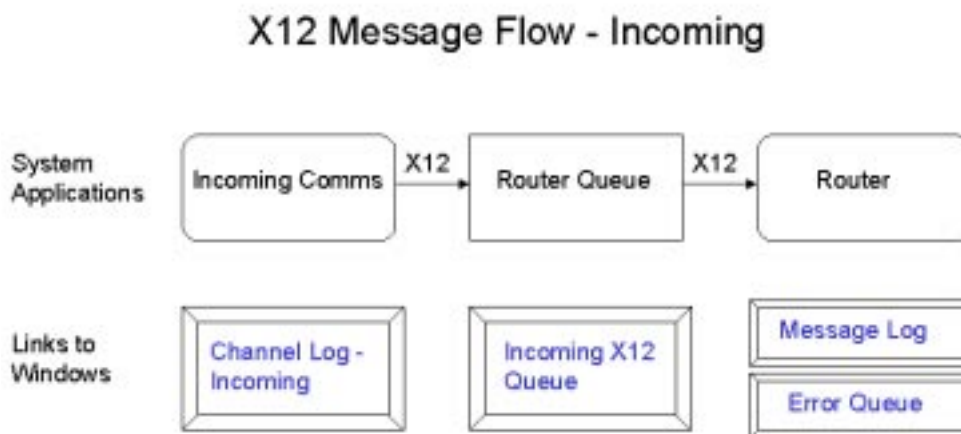 X12 Message Flow - Incoming
System
Applications
Incoming Comms
X12
Router Queue
X12
Router
Links to
Windows
Channel Log -
Incoming
Incoming X12
Queue
Message Log
Error Queue